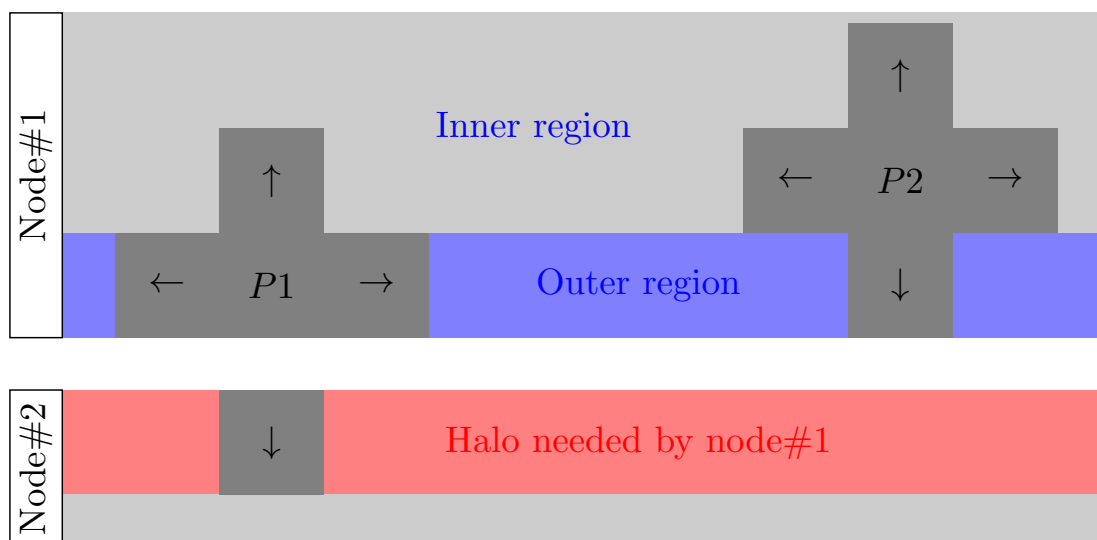 Node#1
↑
Inner region
↑
← P2 →
← P1 →
Outer region
↓
Node#2
↓
Halo needed by node#1